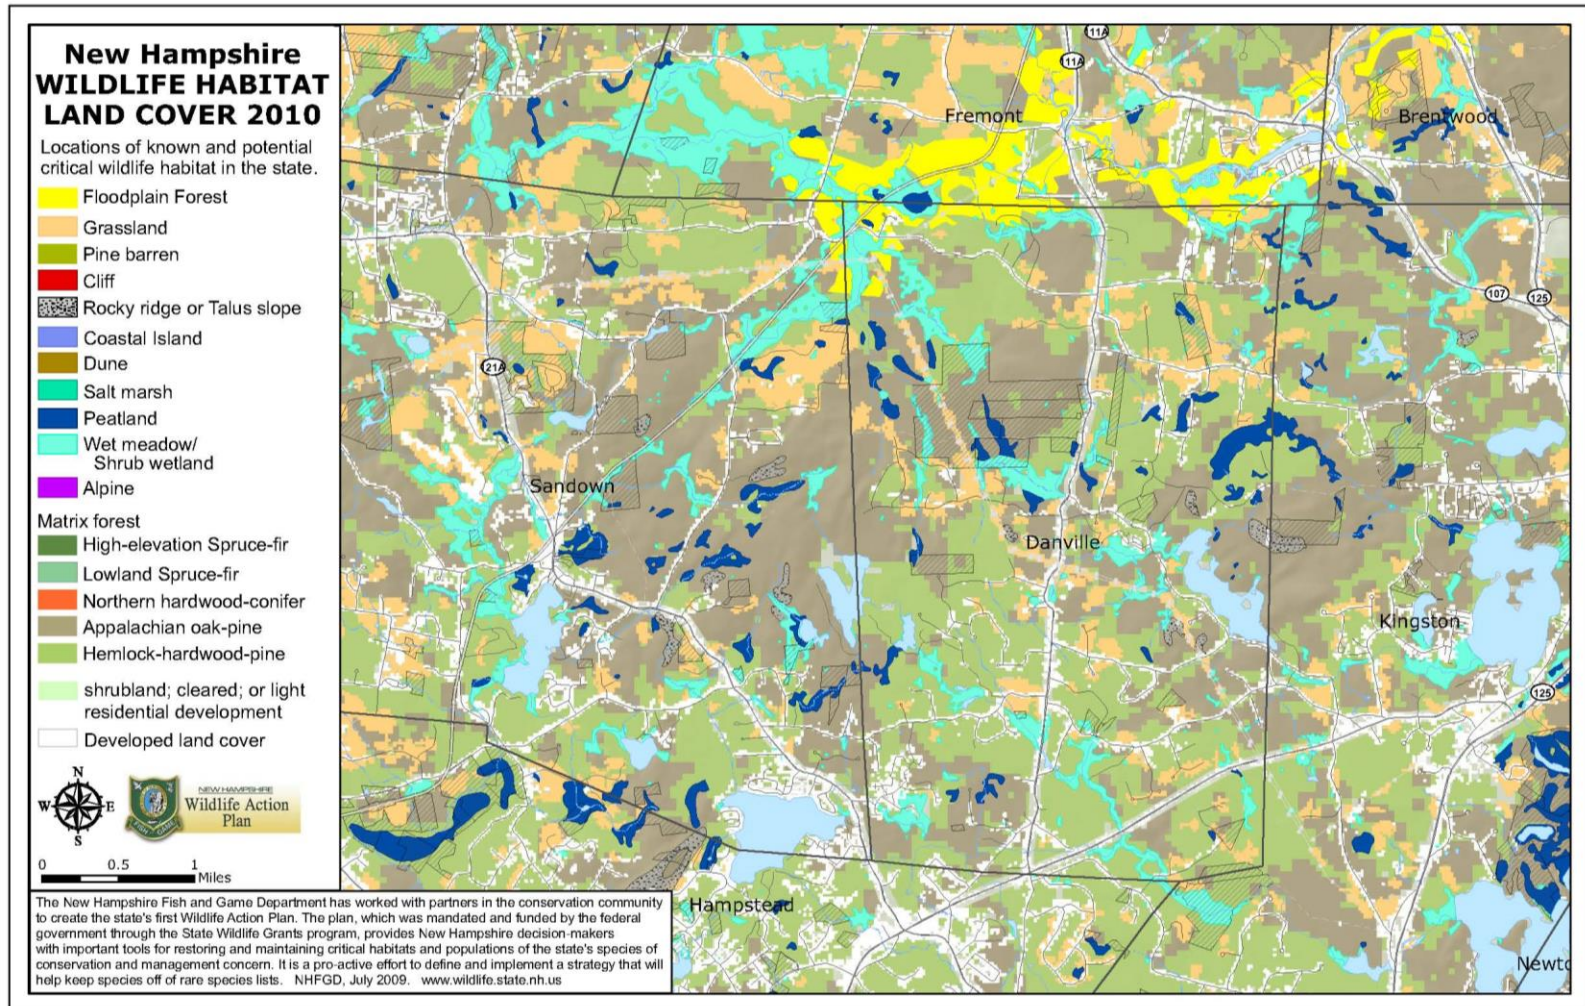 New Hampshire
WILDLIFE HABITAT
LAND COVER 2010
Locations of known and potential
critical wildlife habitat in the state.
Floodplain Forest
Grassland
Pine barren
Cliff
Rocky ridge or Talus slope
Coastal Island
Dune
Salt marsh
Peatland
Wet meadow/
Shrub wetland
Alpine
Matrix forest
High-elevation Spruce-fir
Lowland Spruce-fir
Northern hardwood-conifer
Appalachian oak-pine
Hemlock-hardwood-pine
shrubland; cleared; or light
residential development
Developed land cover
N
W E
S
FISH GAME
NEW HAMPSHIRE
Wildlife Action
Plan
0 0.5 1
Miles
The New Hampshire Fish and Game Department has worked with partners in the conservation community
to create the state's first Wildlife Action Plan. The plan, which was mandated and funded by the federal
government through the State Wildlife Grants program, provides New Hampshire decision-makers
with important tools for restoring and maintaining critical habitats and populations of the state's species of
conservation and management concern. It is a pro-active effort to define and implement a strategy that will
help keep species off of rare species lists. NHFGD, July 2009. www.wildlife.state.nh.us
11A
11A
Fremont
Brentwood
107
125
21A
Sandown
Danville
Kingston
125
Hampstead
Newto